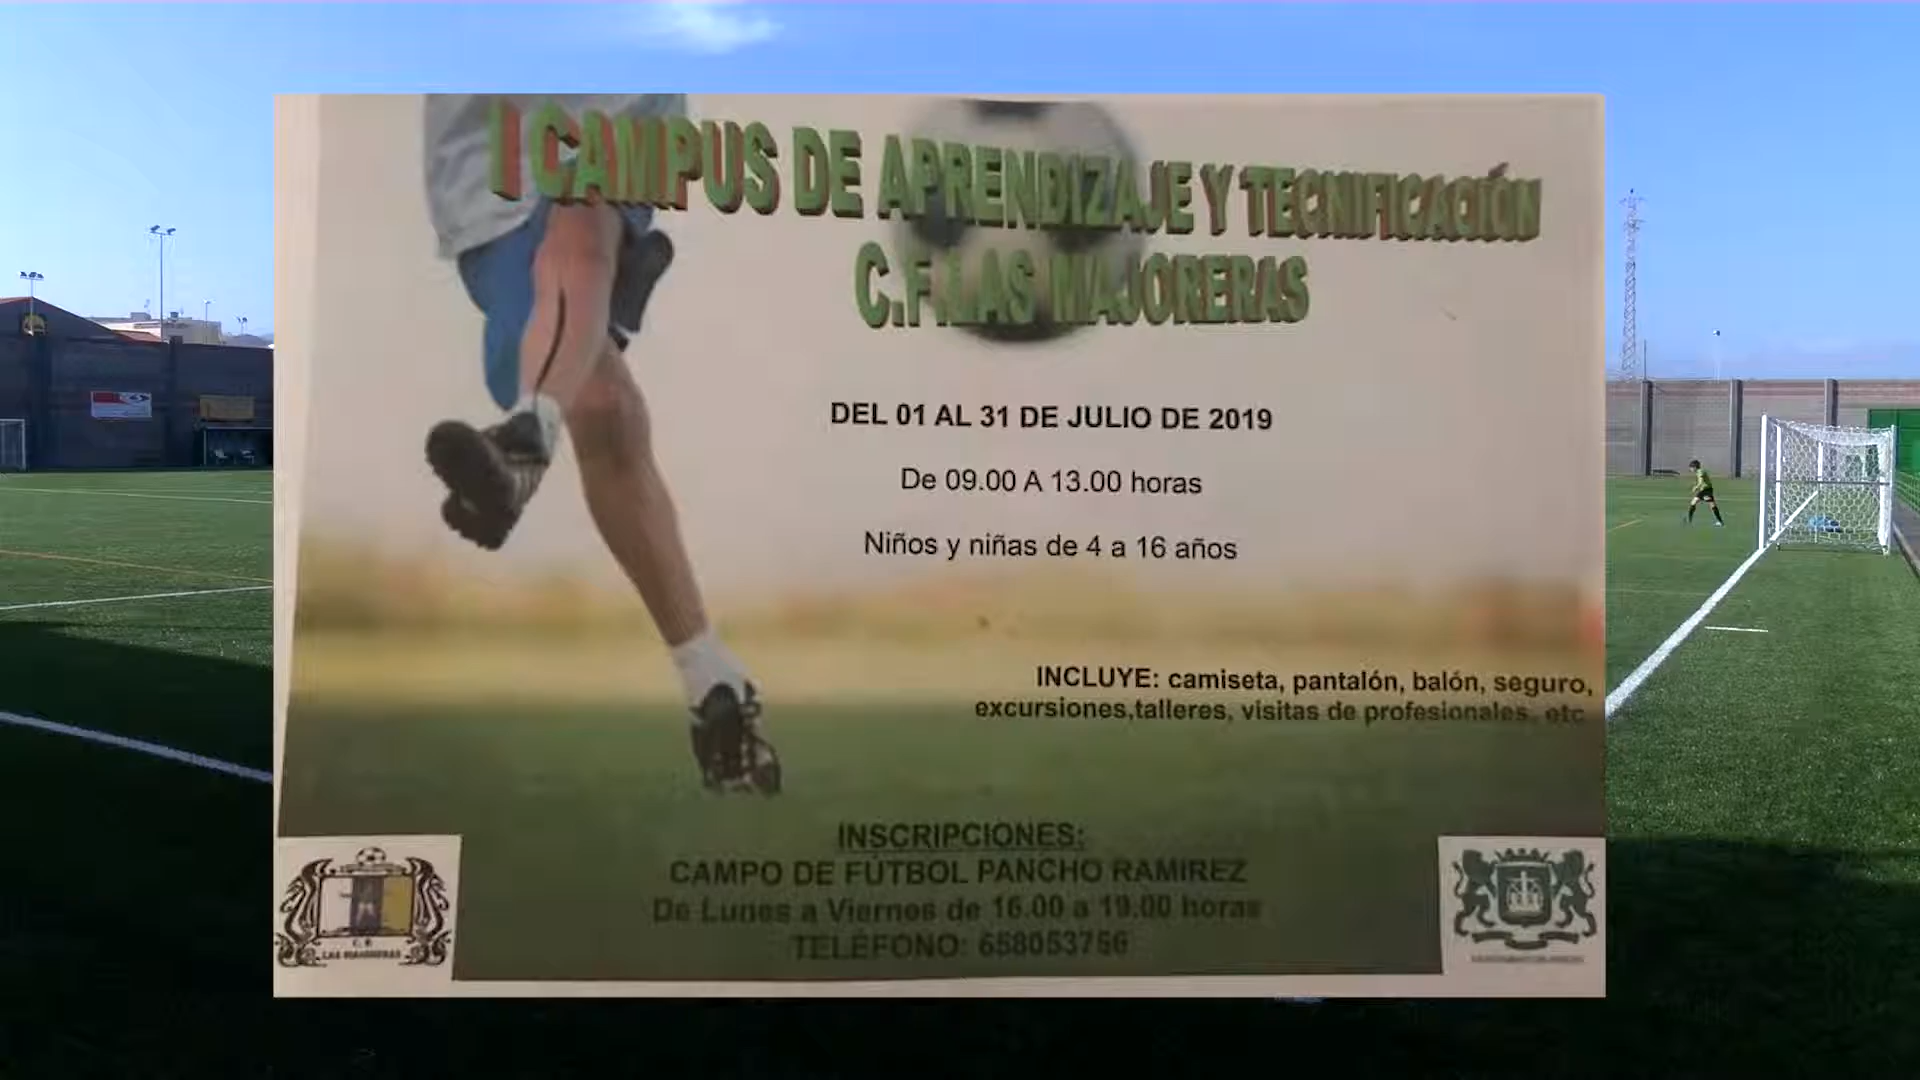 I CAMPUS DE APRENDIZAJE Y TECNIFICACIÓN
C.F.LAS MAJORERAS
DEL 01 AL 31 DE JULIO DE 2019
De 09.00 A 13.00 horas
Niños y niñas de 4 a 16 años
INCLUYE: camiseta, pantalón, balón, seguro,
excursiones,talleres, visitas de profesionales, etc
INSCRIPCIONES:
CAMPO DE FÚTBOL PANCHO RAMIREZ
De Lunes a Viernes de 16.00 a 19.00 horas
TELÉFONO: 658053756
C. F.
LAS MAJORERAS